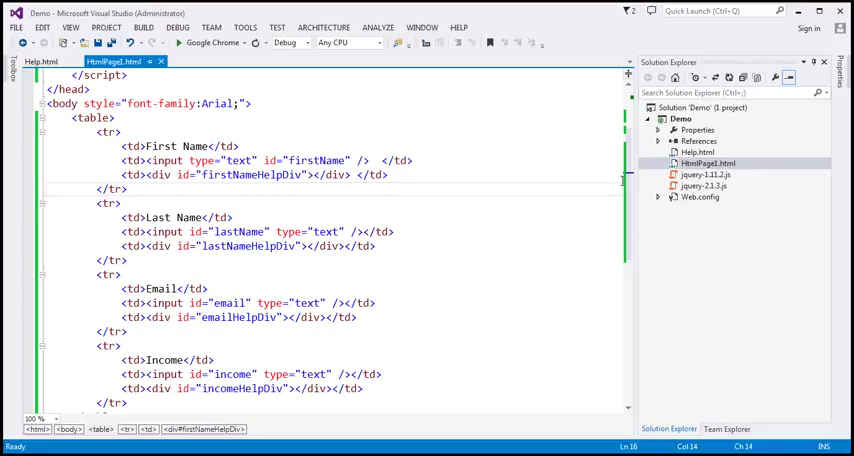 Demo - Microsoft Visual Studio (Administrator)
2
Quick Launch (Ctrl+;)
FILE EDIT VIEW PROJECT BUILD DEBUG TEAM TOOLS TEST ARCHITECTURE ANALYZE WINDOW HELP
Sign in
Google Chrome Debug Any CPU
Toolbox
Help.html HtmlPage1.html
</script>
</head>
<body style="font-family:Arial;">
<table>
<tr>
<td>First Name</td>
<td><input type="text" id="firstName" /> </td>
<td><div id="firstNameHelpDiv"></div> </td>
</tr>
<tr>
<td>Last Name</td>
<td><input id="lastName" type="text" /></td>
<td><div id="lastNameHelpDiv"></div></td>
</tr>
<tr>
<td>Email</td>
<td><input id="email" type="text" /></td>
<td><div id="emailHelpDiv"></div></td>
</tr>
<tr>
<td>Income</td>
<td><input id="income" type="text" /></td>
<td><div id="incomeHelpDiv"></div></td>
</tr>
100 %
<html> <body> <table> <tr> <td> <div#firstNameHelpDiv>
Solution Explorer
Search Solution Explorer (Ctrl+;)
Solution 'Demo' (1 project)
Demo
Properties
References
Help.html
HtmlPage1.html
jquery-1.11.2.js
jquery-2.1.3.js
Web.config
Solution Explorer Team Explorer
Properties
Ready Ln 16 Col 14 Ch 14 INS